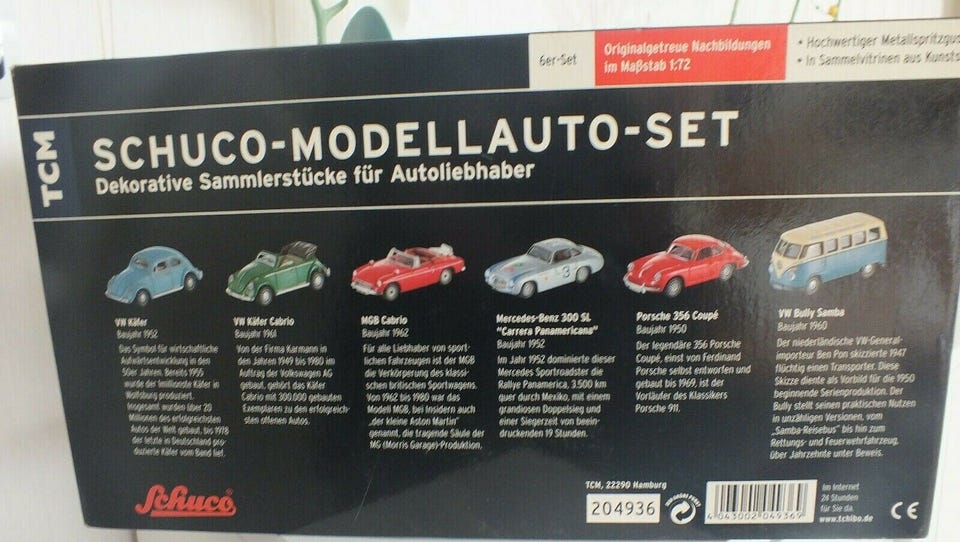 6er-Set
Originalgetreue Nachbildungen
im Maßstab 1:72
• Hochwertiger Metallspritzgus
• In Sammelvitrinen aus Kunsts
TCM
SCHUCO-MODELLAUTO-SET
Dekorative Sammlerstücke für Autoliebhaber
VW Käfer
Baujahr 1952
Das Symbol für wirtschaftliche
Aufwärtsentwicklung in den
50er Jahren. Bereits 1955
wurde der 1millionste Käfer in
Wolfsburg produziert.
Insgesamt wurden über 20
Millionen des erfolgreichsten
Autos der Welt gebaut, bis 1978
der letzte in Deutschland pro-
duzierte Käfer vom Band lief.
VW Käfer Cabrio
Baujahr 1961
Von der Firma Karmann in
den Jahren 1949 bis 1980 im
Auftrag der Volkswagen AG
gebaut, gehört das Käfer
Cabrio mit 300.000 gebauten
Exemplaren zu den erfolgreich-
sten offenen Autos.
MGB Cabrio
Baujahr 1962
Für alle Liebhaber von sport-
lichen Fahrzeugen ist der MGB
die Verkörperung des klassi-
schen britischen Sportwagens.
Von 1962 bis 1980 war das
Modell MGB, bei Insidern auch
„der kleine Aston Martin"
genannt, die tragende Säule der
MG (Morris Garage)-Produktion.
Mercedes-Benz 300 SL
"Carrera Panamericana"
Baujahr 1952
Im Jahr 1952 dominierte dieser
Mercedes Sportroadster die
Rallye Panamerica, 3.500 km
quer durch Mexiko, mit einem
grandiosen Doppelsieg und
einer Siegerzeit von beein-
druckenden 19 Stunden.
3
Porsche 356 Coupé
Baujahr 1950
Der legendäre 356 Porsche
Coupé, einst von Ferdinand
Porsche selbst entworfen und
gebaut bis 1969, ist der
Vorläufer des Klassikers
Porsche 911.
VW Bully Samba
Baujahr 1960
Der niederländische VW-General-
importeur Ben Pon skizzierte 1947
flüchtig einen Transporter. Diese
Skizze diente als Vorbild für die 1950
beginnende Serienproduktion. Der
Bully stellt seinen praktischen Nutzen
in unzähligen Versionen, vom
„Samba-Reisebus" bis hin zum
Rettungs- und Feuerwehrfahrzeug,
über Jahrzehnte unter Beweis.
Schuco
TCM, 22290 Hamburg
204936
DER GRÜNE PUNKT
4 043002 049369
Im Internet
24 Stunden
für Sie da.
www.tchibo.de
CE